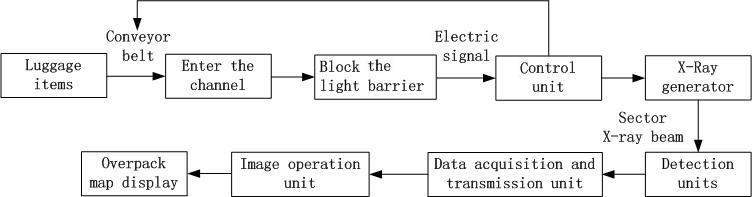 Conveyor
belt
Electric
signal
Luggage
items
Enter the
channel
Block the
light barrier
Control
unit
X-Ray
generator
Sector
X-ray beam
Overpack
map display
Image operation
unit
Data acquisition and
transmission unit
Detection
units